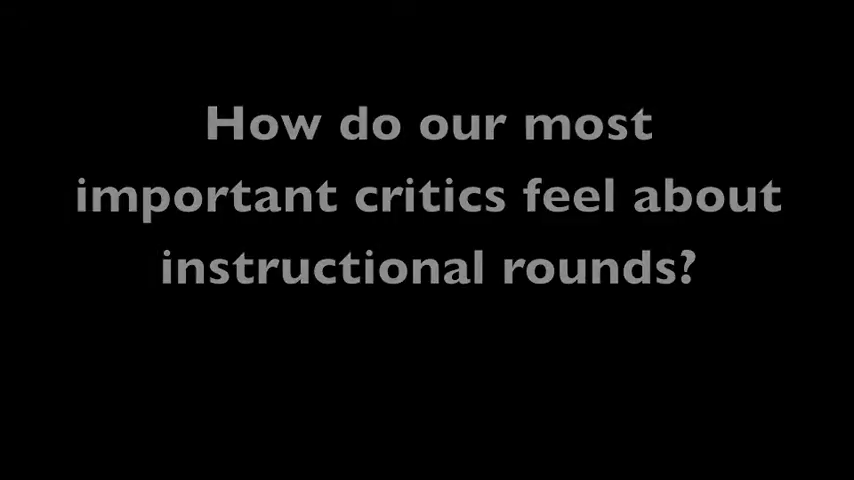 How do our most
important critics feel about
instructional rounds?